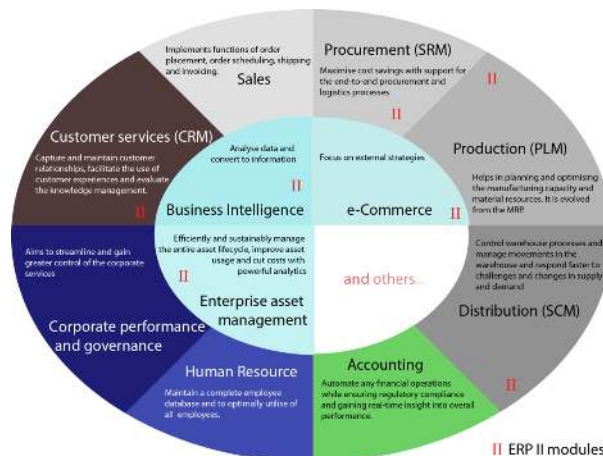 Implements functions of order
placement, order scheduling, shipping
and invoicing.
Sales
Procurement (SRM)
Maximise cost savings with support for
the end-to-end procurement and
logistics processes
II
II
Customer services (CRM)
Capture and maintain customer
relationships, facilitate the use of
customer experiences and evaluate
the knowledge management.
II
Analyse data and
convert to information
II
Business Intelligence
Focus on external strategies
e-Commerce
II
Production (PLM)
Helps in planning and optimising
the manufacturing capacity and
material resources. It is evolved
from the MRP.
Aims to streamline and gain
greater control of the corporate
services
Corporate performance
and governance
Efficiently and sustainably manage
the entire asset lifecycle, improve asset
usage and cut costs with
powerful analytics
II
Enterprise asset
management
and others...
Control warehouse processes and
manage movements in the
warehouse and respond faster to
challenges and changes in supply
and demand
Distribution (SCM)
II
Human Resource
Maintain a complete employee
database and to optimally utilise of
all employees.
Accounting
Automate any financial operations
while ensuring regulatory compliance
and gaining real-time insight into overall
performance.
II ERP II modules